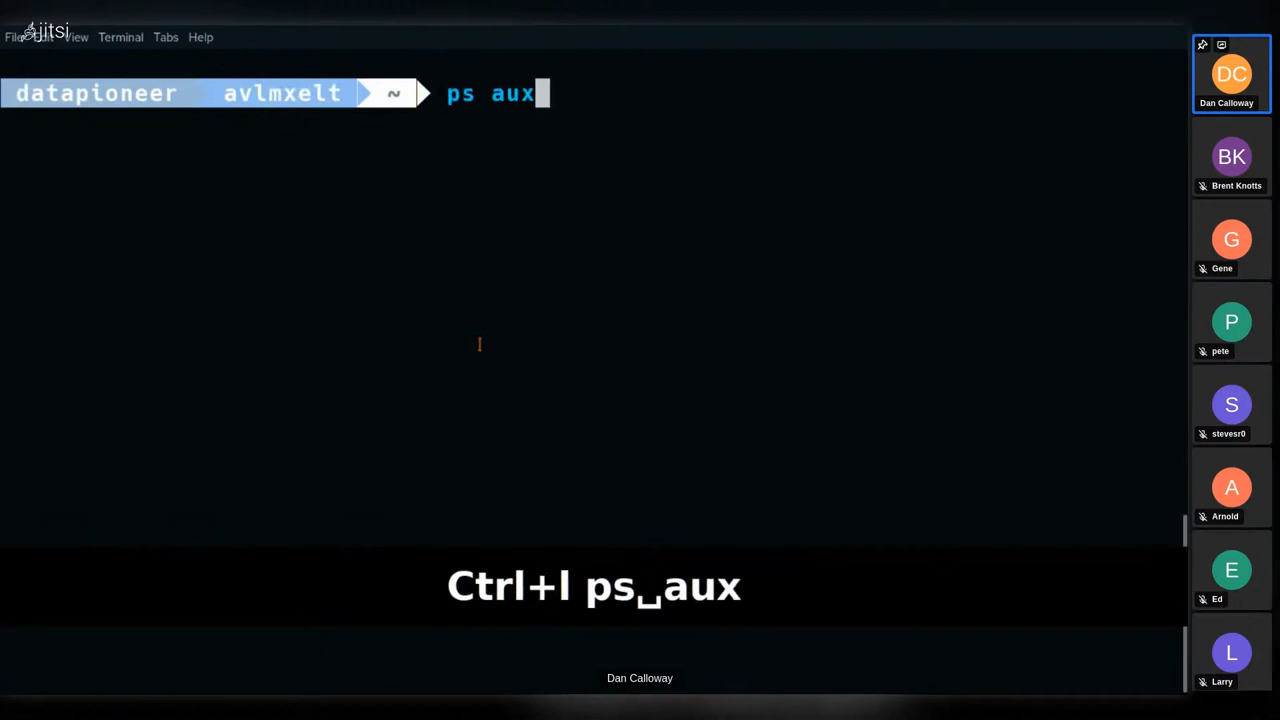 jitsi
File Edit View Terminal Tabs Help
datapioneer avlmxelt ~ ps aux
Ctrl+l ps␣aux
Dan Calloway
DC
Dan Calloway
BK
Brent Knotts
G
Gene
P
pete
S
stevesr0
A
Arnold
E
Ed
L
Larry